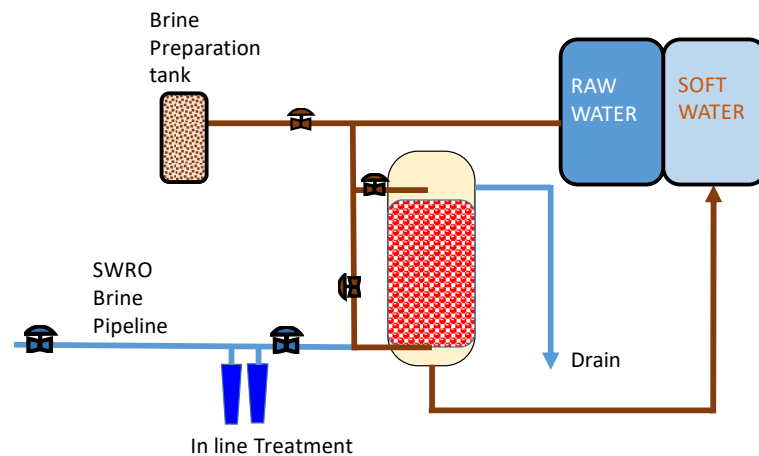 Brine
Preparation
tank
RAW
WATER
SOFT
WATER
SWRO
Brine
Pipeline
Drain
In line Treatment